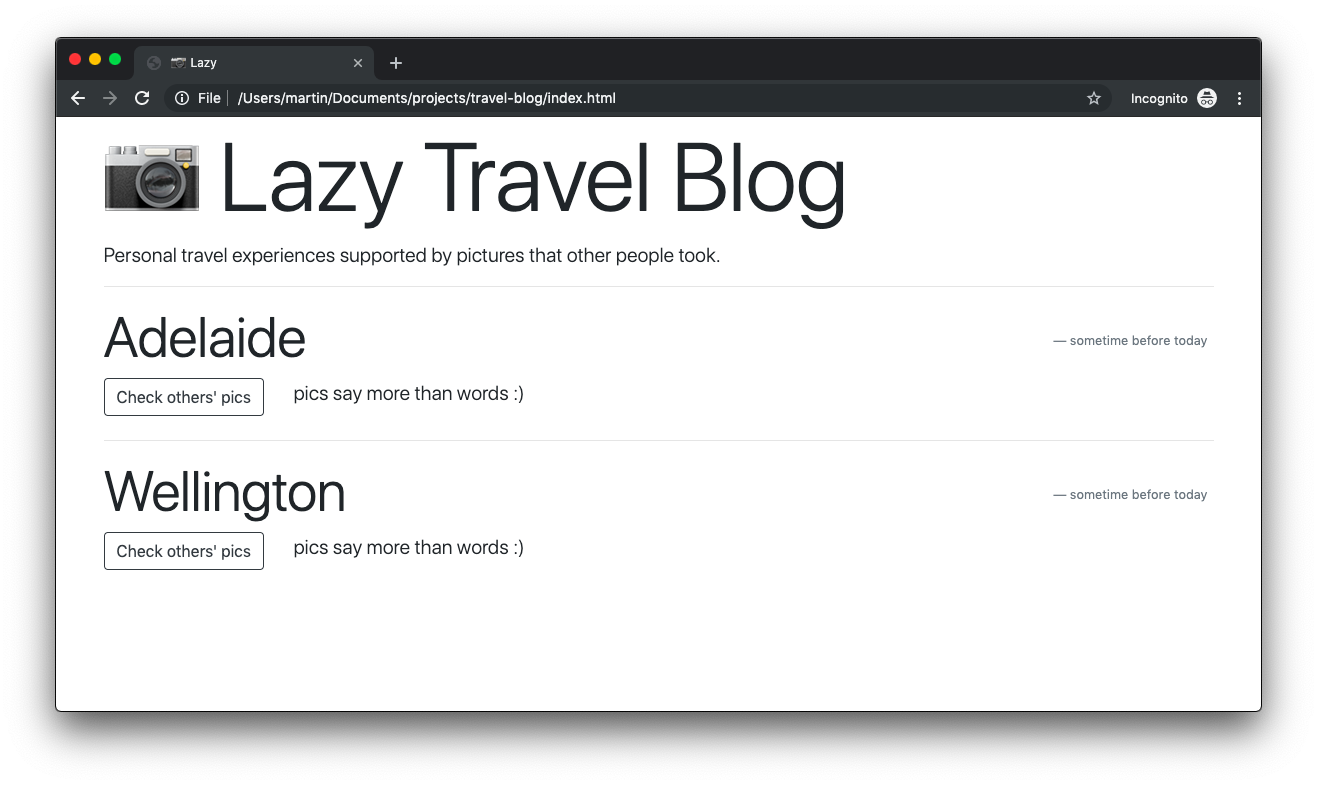 Lazy
File /Users/martin/Documents/projects/travel-blog/index.html Incognito
Lazy Travel Blog
Personal travel experiences supported by pictures that other people took.
Adelaide — sometime before today
Check others' pics pics say more than words :)
Wellington — sometime before today
Check others' pics pics say more than words :)